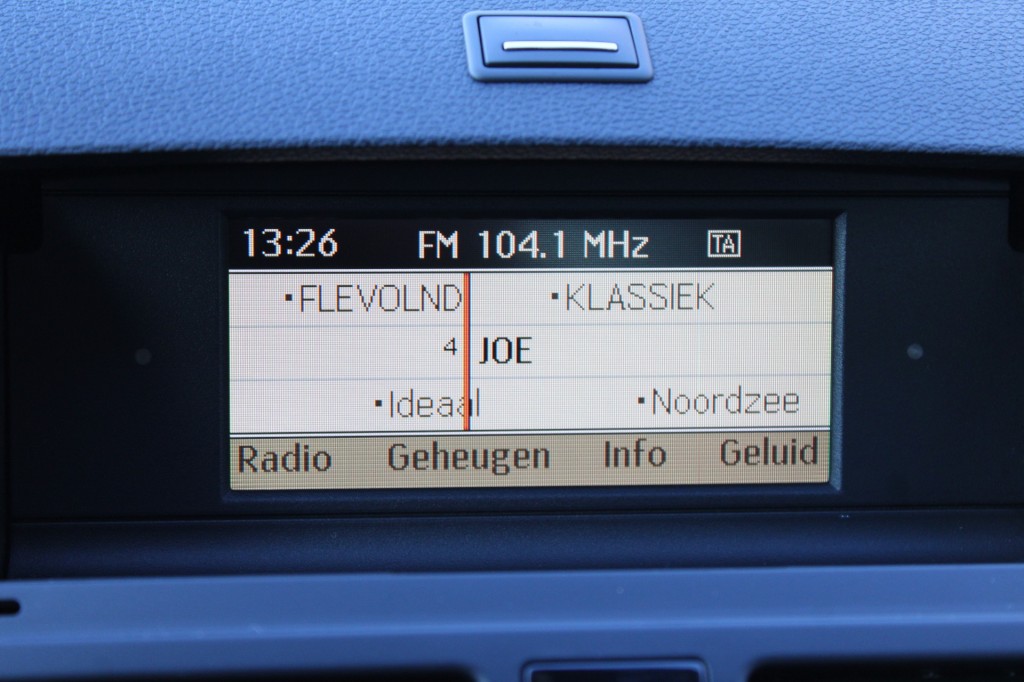 13:26 FM 104.1 MHz TA
▪FLEVOLND ▪KLASSIEK
4 JOE
▪Ideaal ▪Noordzee
Radio Geheugen Info Geluid